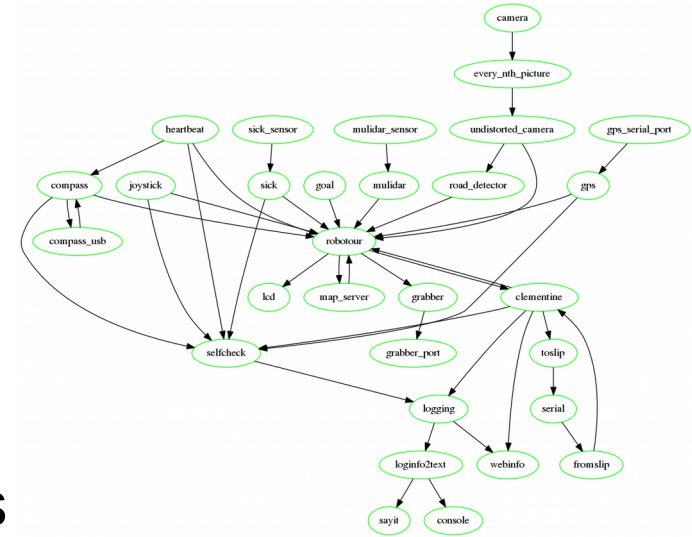 camera
every_nth_picture
heartbeat
sick_sensor
mulidar_sensor
undistorted_camera
gps_serial_port
compass
joystick
sick
goal
mulidar
road_detector
gps
compass_usb
robotour
lcd
map_server
grabber
clementine
selfcheck
grabber_port
toslip
logging
serial
loginfo2text
webinfo
fromslip
s
sayit
console